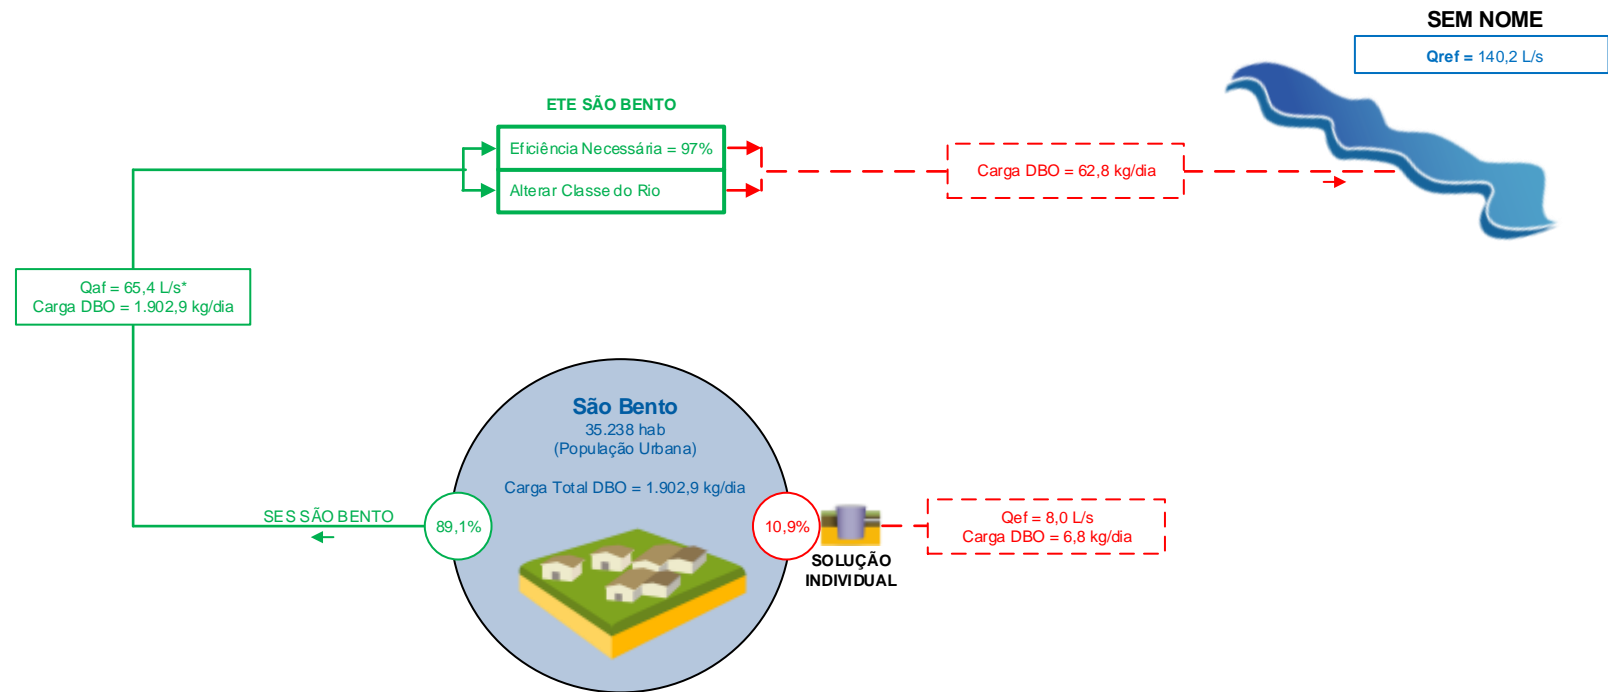 SEM NOME
Qref = 140,2 L/s
ETE SÃO BENTO
Eficiência Necessária = 97%
Alterar Classe do Rio
Carga DBO = 62,8 kg/dia
Qaf = 65,4 L/s*
Carga DBO = 1.902,9 kg/dia
São Bento
35.238 hab
(População Urbana)
Carga Total DBO = 1.902,9 kg/dia
SES SÃO BENTO
89,1%
10,9%
SOLUÇÃO
INDIVIDUAL
Qef = 8,0 L/s
Carga DBO = 6,8 kg/dia